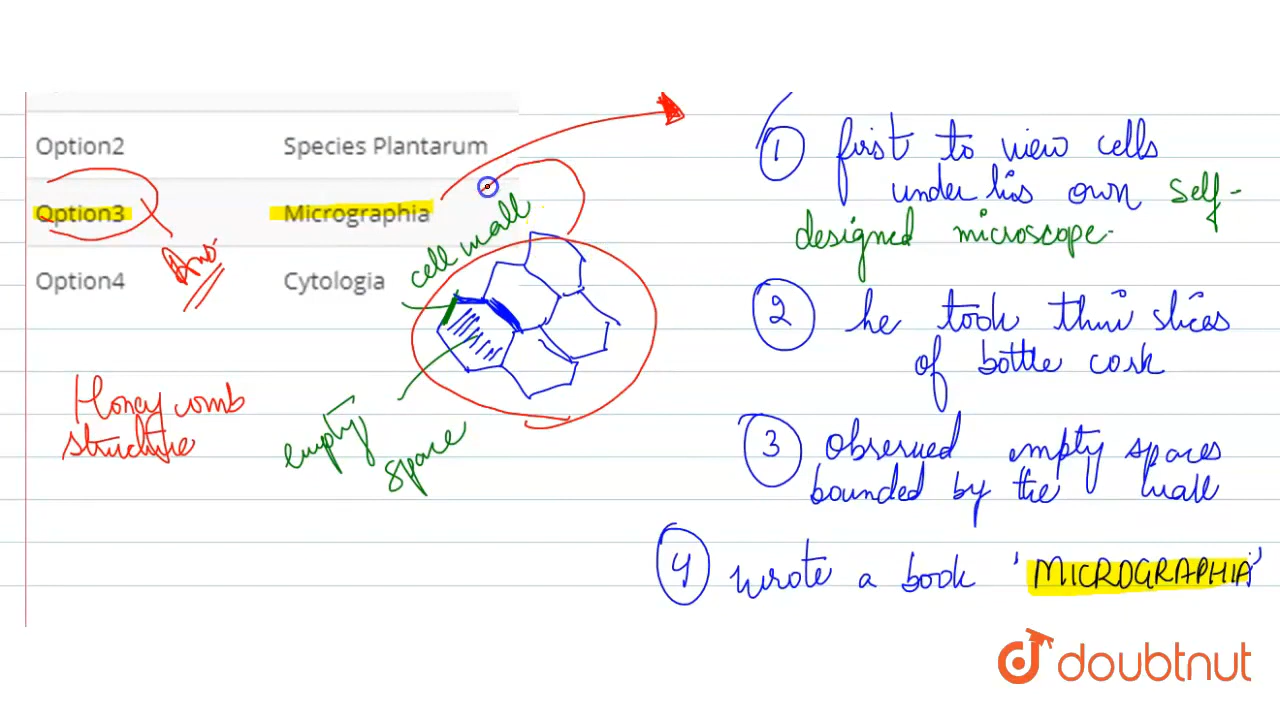 Option2 Species Plantarum
Option3 Micrographia
Option4 Cytologia
Ans
cell wall
Honey comb
structure
empty
space
1 first to view cells
under his own self-
designed microscope
2 he took thin slices
of bottle cork
3 observed empty spaces
bounded by the wall
4 wrote a book 'MICROGRAPHIA'
doubtnut